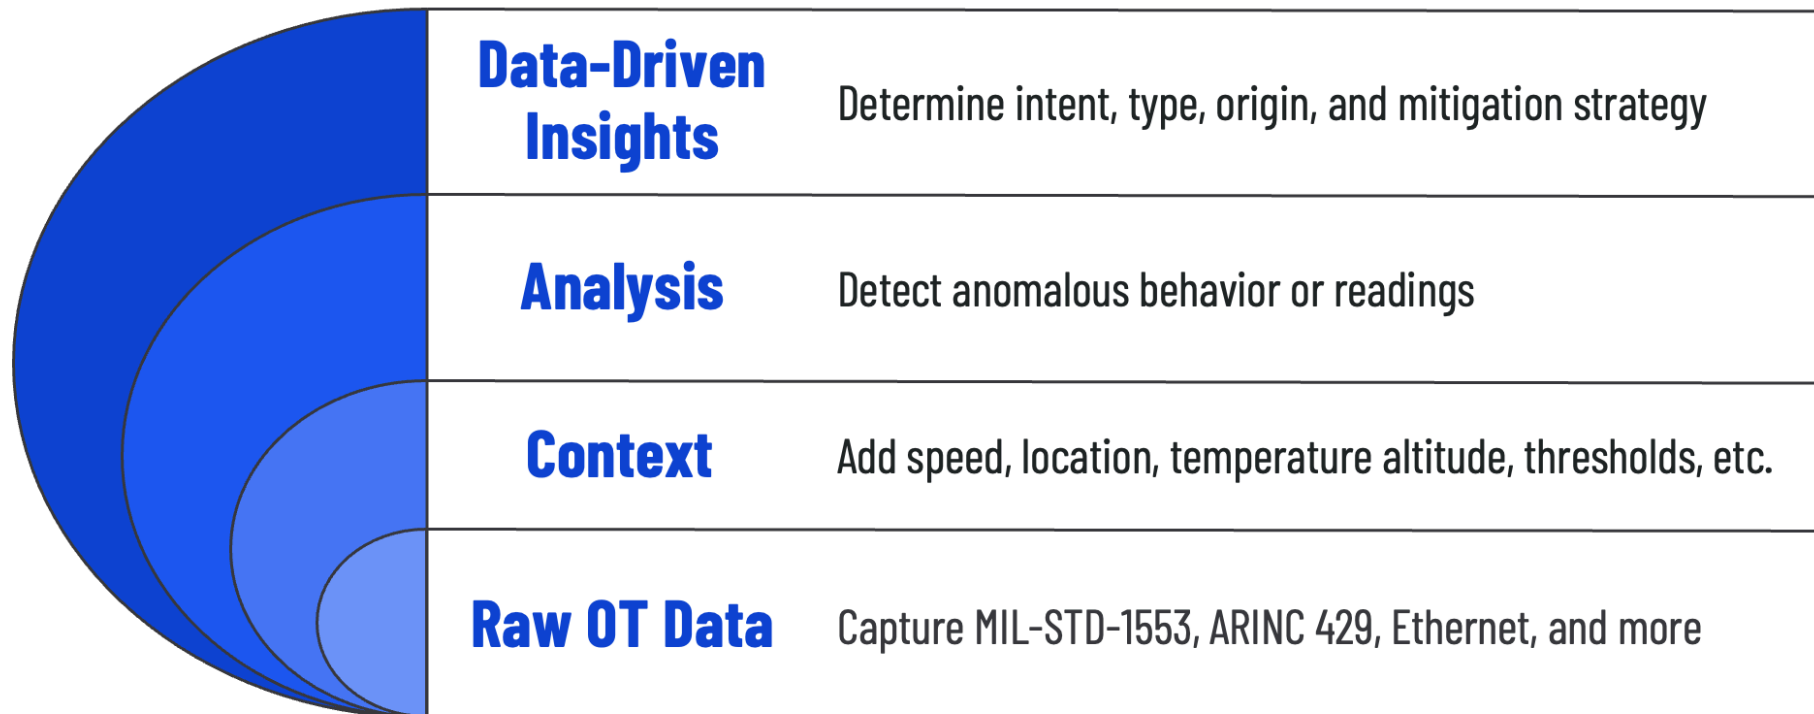 Data-Driven
Insights
Determine intent, type, origin, and mitigation strategy
Analysis
Detect anomalous behavior or readings
Context
Add speed, location, temperature altitude, thresholds, etc.
Raw OT Data
Capture MIL-STD-1553, ARINC 429, Ethernet, and more